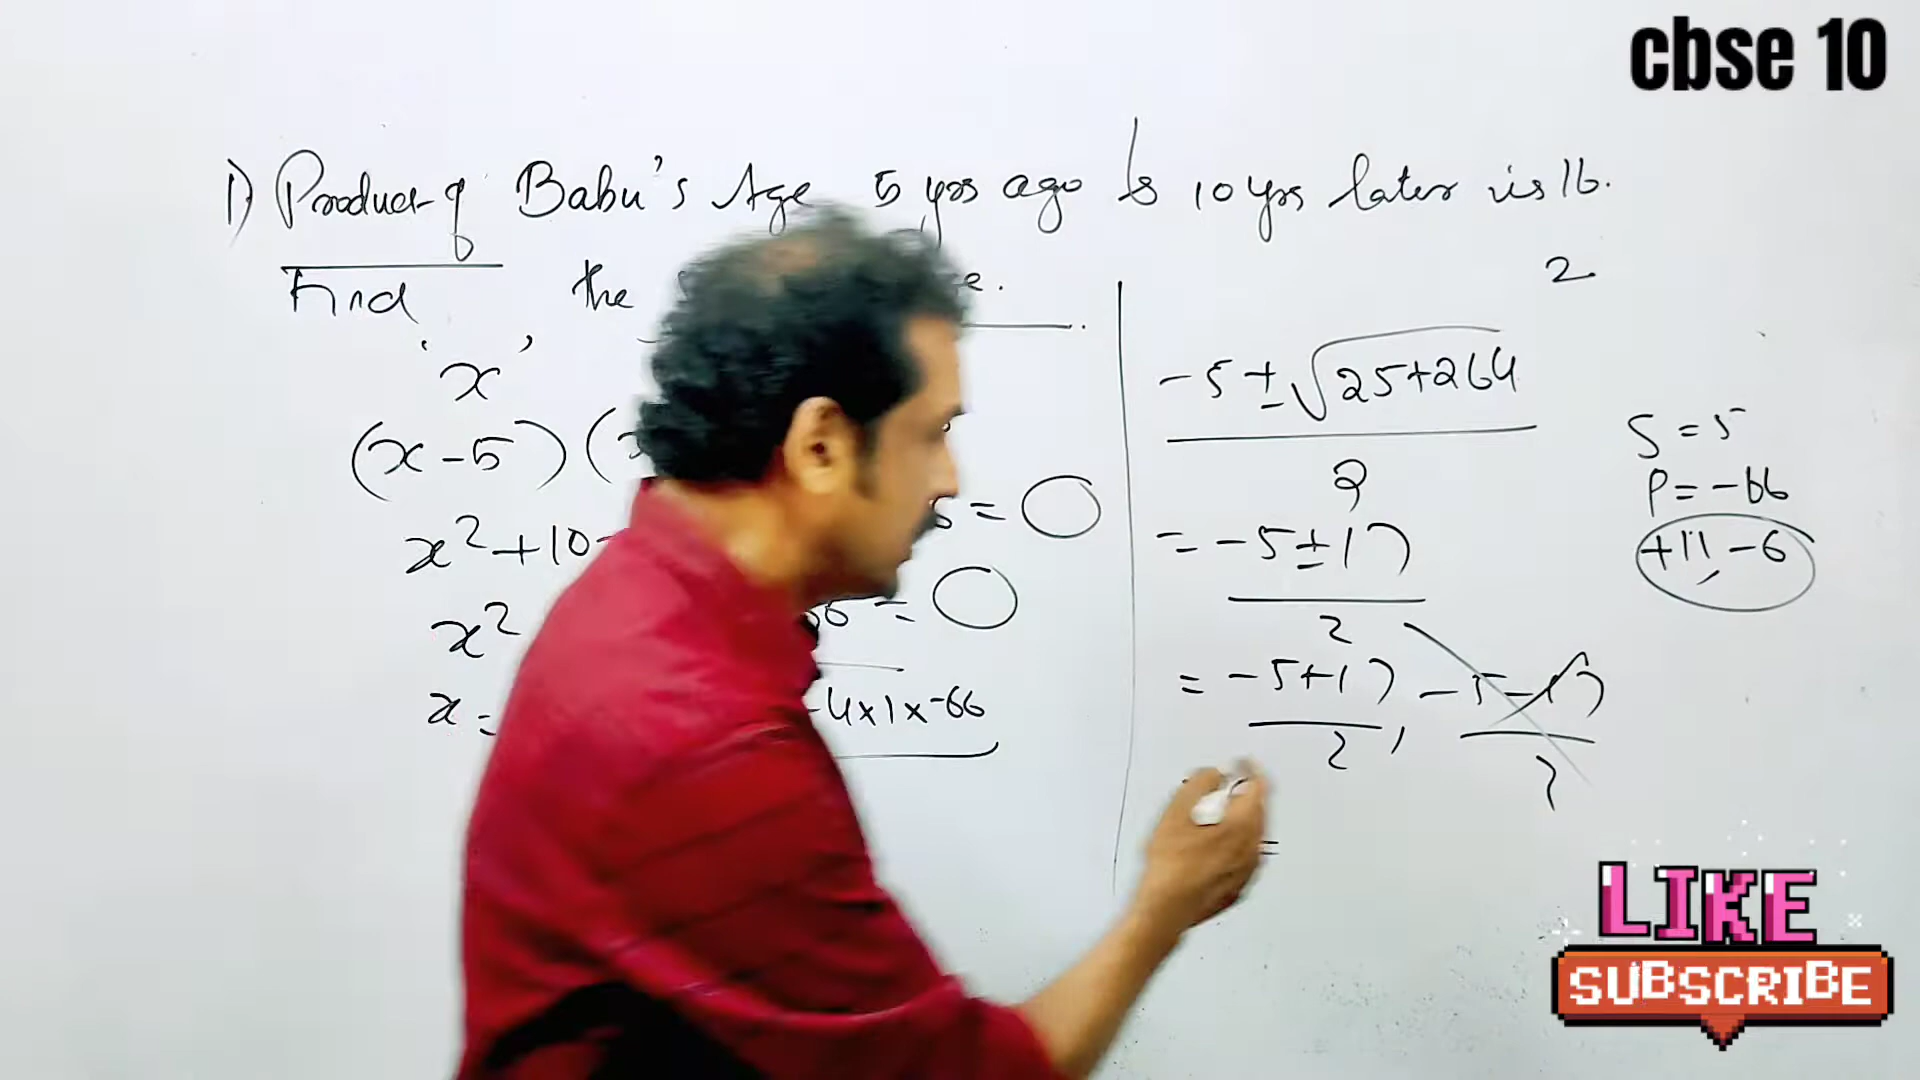 cbse 10
1) Product of Babu's Age 5 yrs ago & 10 yrs later is 16.
Find the
'x'
(x-5)(
x²+10
= 0
x²
= 0
x =
-4x1x-66
2
-5±√25+264
2
= -5±17
2
= -5+17, -5-17
2 2
=
S = 5
P = -66
+11 -6
LIKE
SUBSCRIBE